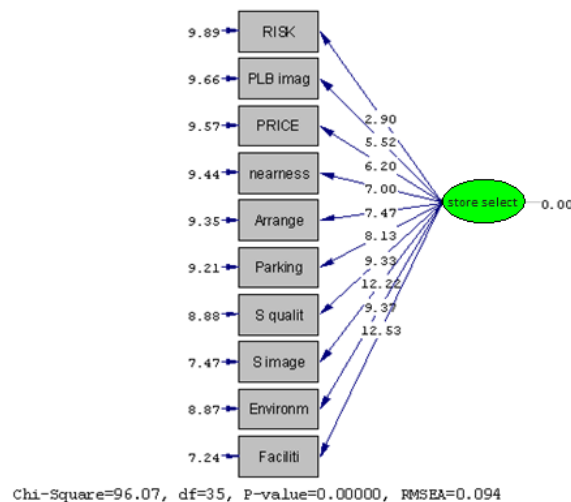 9.89 RISK
9.66 PLB imag
2.90
9.57 PRICE
5.52
6.20
9.44 nearness
7.00
store select 0.00
9.35 Arrange
7.47
8.13
9.21 Parking
9.33
12.22
8.88 S qualit
9.37
12.53
7.47 S image
8.87 Environm
7.24 Faciliti
Chi-Square=96.07, df=35, P-value=0.00000, RMSEA=0.094